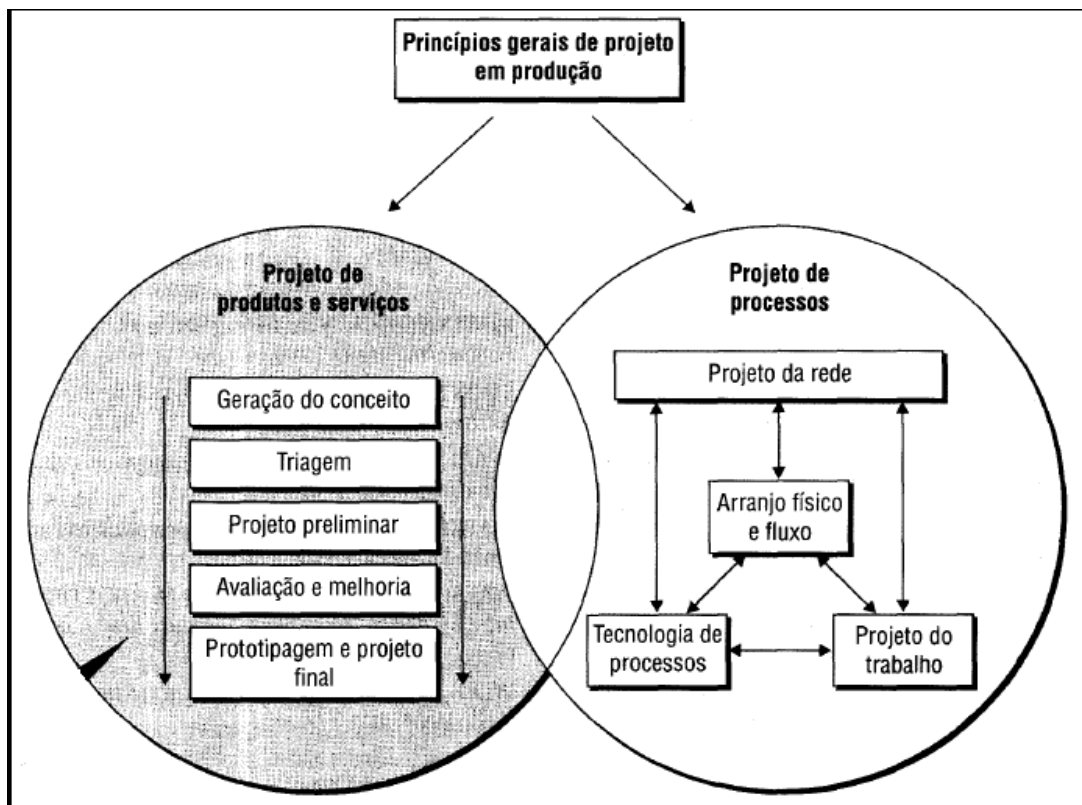 Princípios gerais de projeto
em produção
Projeto de
produtos e serviços
Geração do conceito
Triagem
Projeto preliminar
Avaliação e melhoria
Prototipagem e projeto
final
Projeto de
processos
Projeto da rede
Arranjo físico
e fluxo
Tecnologia de
processos
Projeto do
trabalho